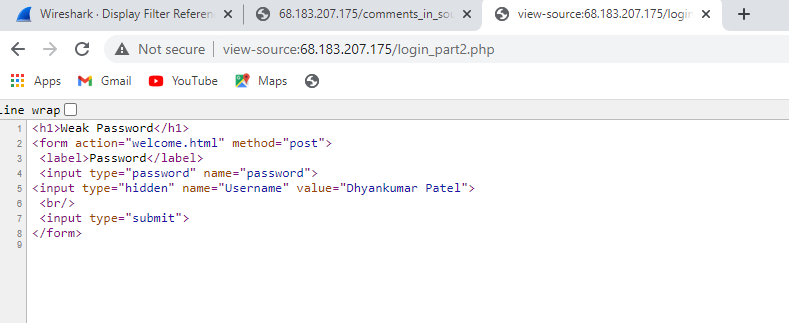 Wireshark · Display Filter Referen
68.183.207.175/comments_in_sou
view-source:68.183.207.175/login
Not secure | view-source:68.183.207.175/login_part2.php
Apps Gmail YouTube Maps
ine wrap
1 <h1>Weak Password</h1>
2 <form action="welcome.html" method="post">
3 <label>Password</label>
4 <input type="password" name="password">
5 <input type="hidden" name="Username" value="Dhyankumar Patel">
6 <br/>
7 <input type="submit">
8 </form>
9